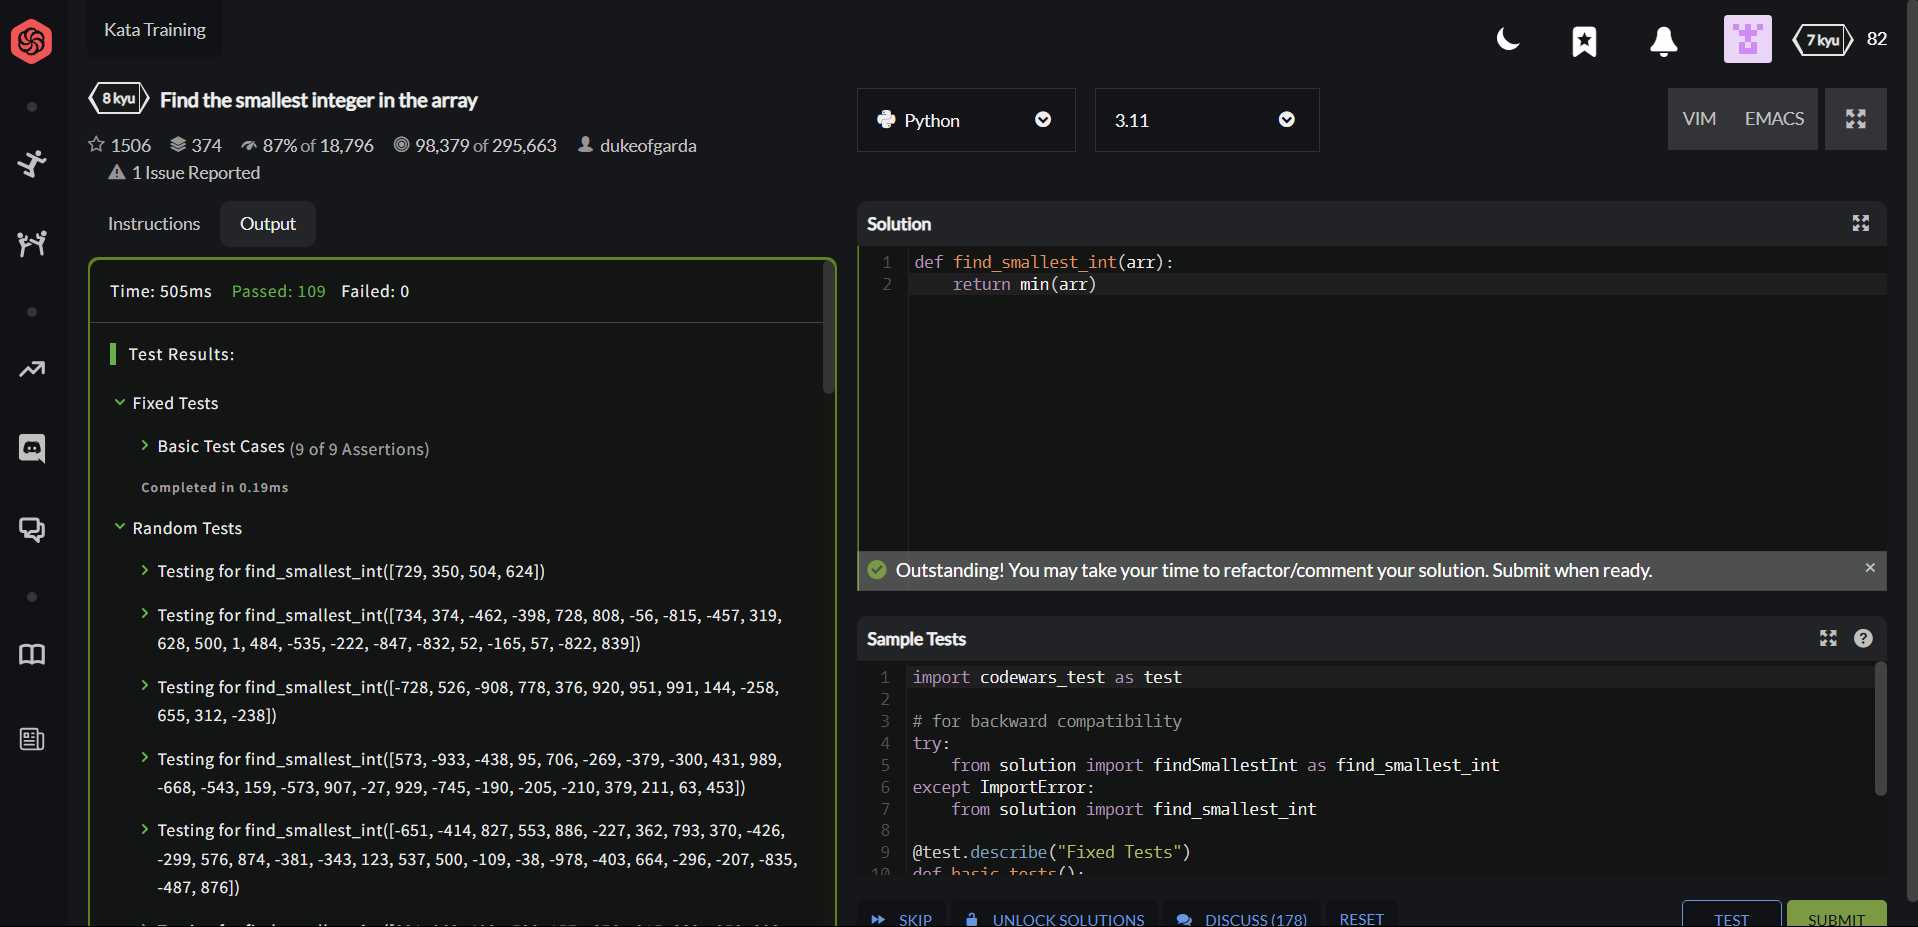 Kata Training
7 kyu 82
8 kyu Find the smallest integer in the array
1506 374 87% of 18,796 98,379 of 295,663 dukeofgarda
1 Issue Reported
Python
3.11
VIM EMACS
Instructions Output
Time: 505ms Passed: 109 Failed: 0
Test Results:
Fixed Tests
Basic Test Cases (9 of 9 Assertions)
Completed in 0.19ms
Random Tests
Testing for find_smallest_int([729, 350, 504, 624])
Testing for find_smallest_int([734, 374, -462, -398, 728, 808, -56, -815, -457, 319,
628, 500, 1, 484, -535, -222, -847, -832, 52, -165, 57, -822, 839])
Testing for find_smallest_int([-728, 526, -908, 778, 376, 920, 951, 991, 144, -258,
655, 312, -238])
Testing for find_smallest_int([573, -933, -438, 95, 706, -269, -379, -300, 431, 989,
-668, -543, 159, -573, 907, -27, 929, -745, -190, -205, -210, 379, 211, 63, 453])
Testing for find_smallest_int([-651, -414, 827, 553, 886, -227, 362, 793, 370, -426,
-299, 576, 874, -381, -343, 123, 537, 500, -109, -38, -978, -403, 664, -296, -207, -835,
-487, 876])
Solution
1 def find_smallest_int(arr):
2 return min(arr)
Outstanding! You may take your time to refactor/comment your solution. Submit when ready.
Sample Tests
1 import codewars_test as test
2
3 # for backward compatibility
4 try:
5 from solution import findSmallestInt as find_smallest_int
6 except ImportError:
7 from solution import find_smallest_int
8
9 @test.describe("Fixed Tests")
10 def basic_tests():
SKIP UNLOCK SOLUTIONS DISCUSS (178) RESET TEST SUBMIT